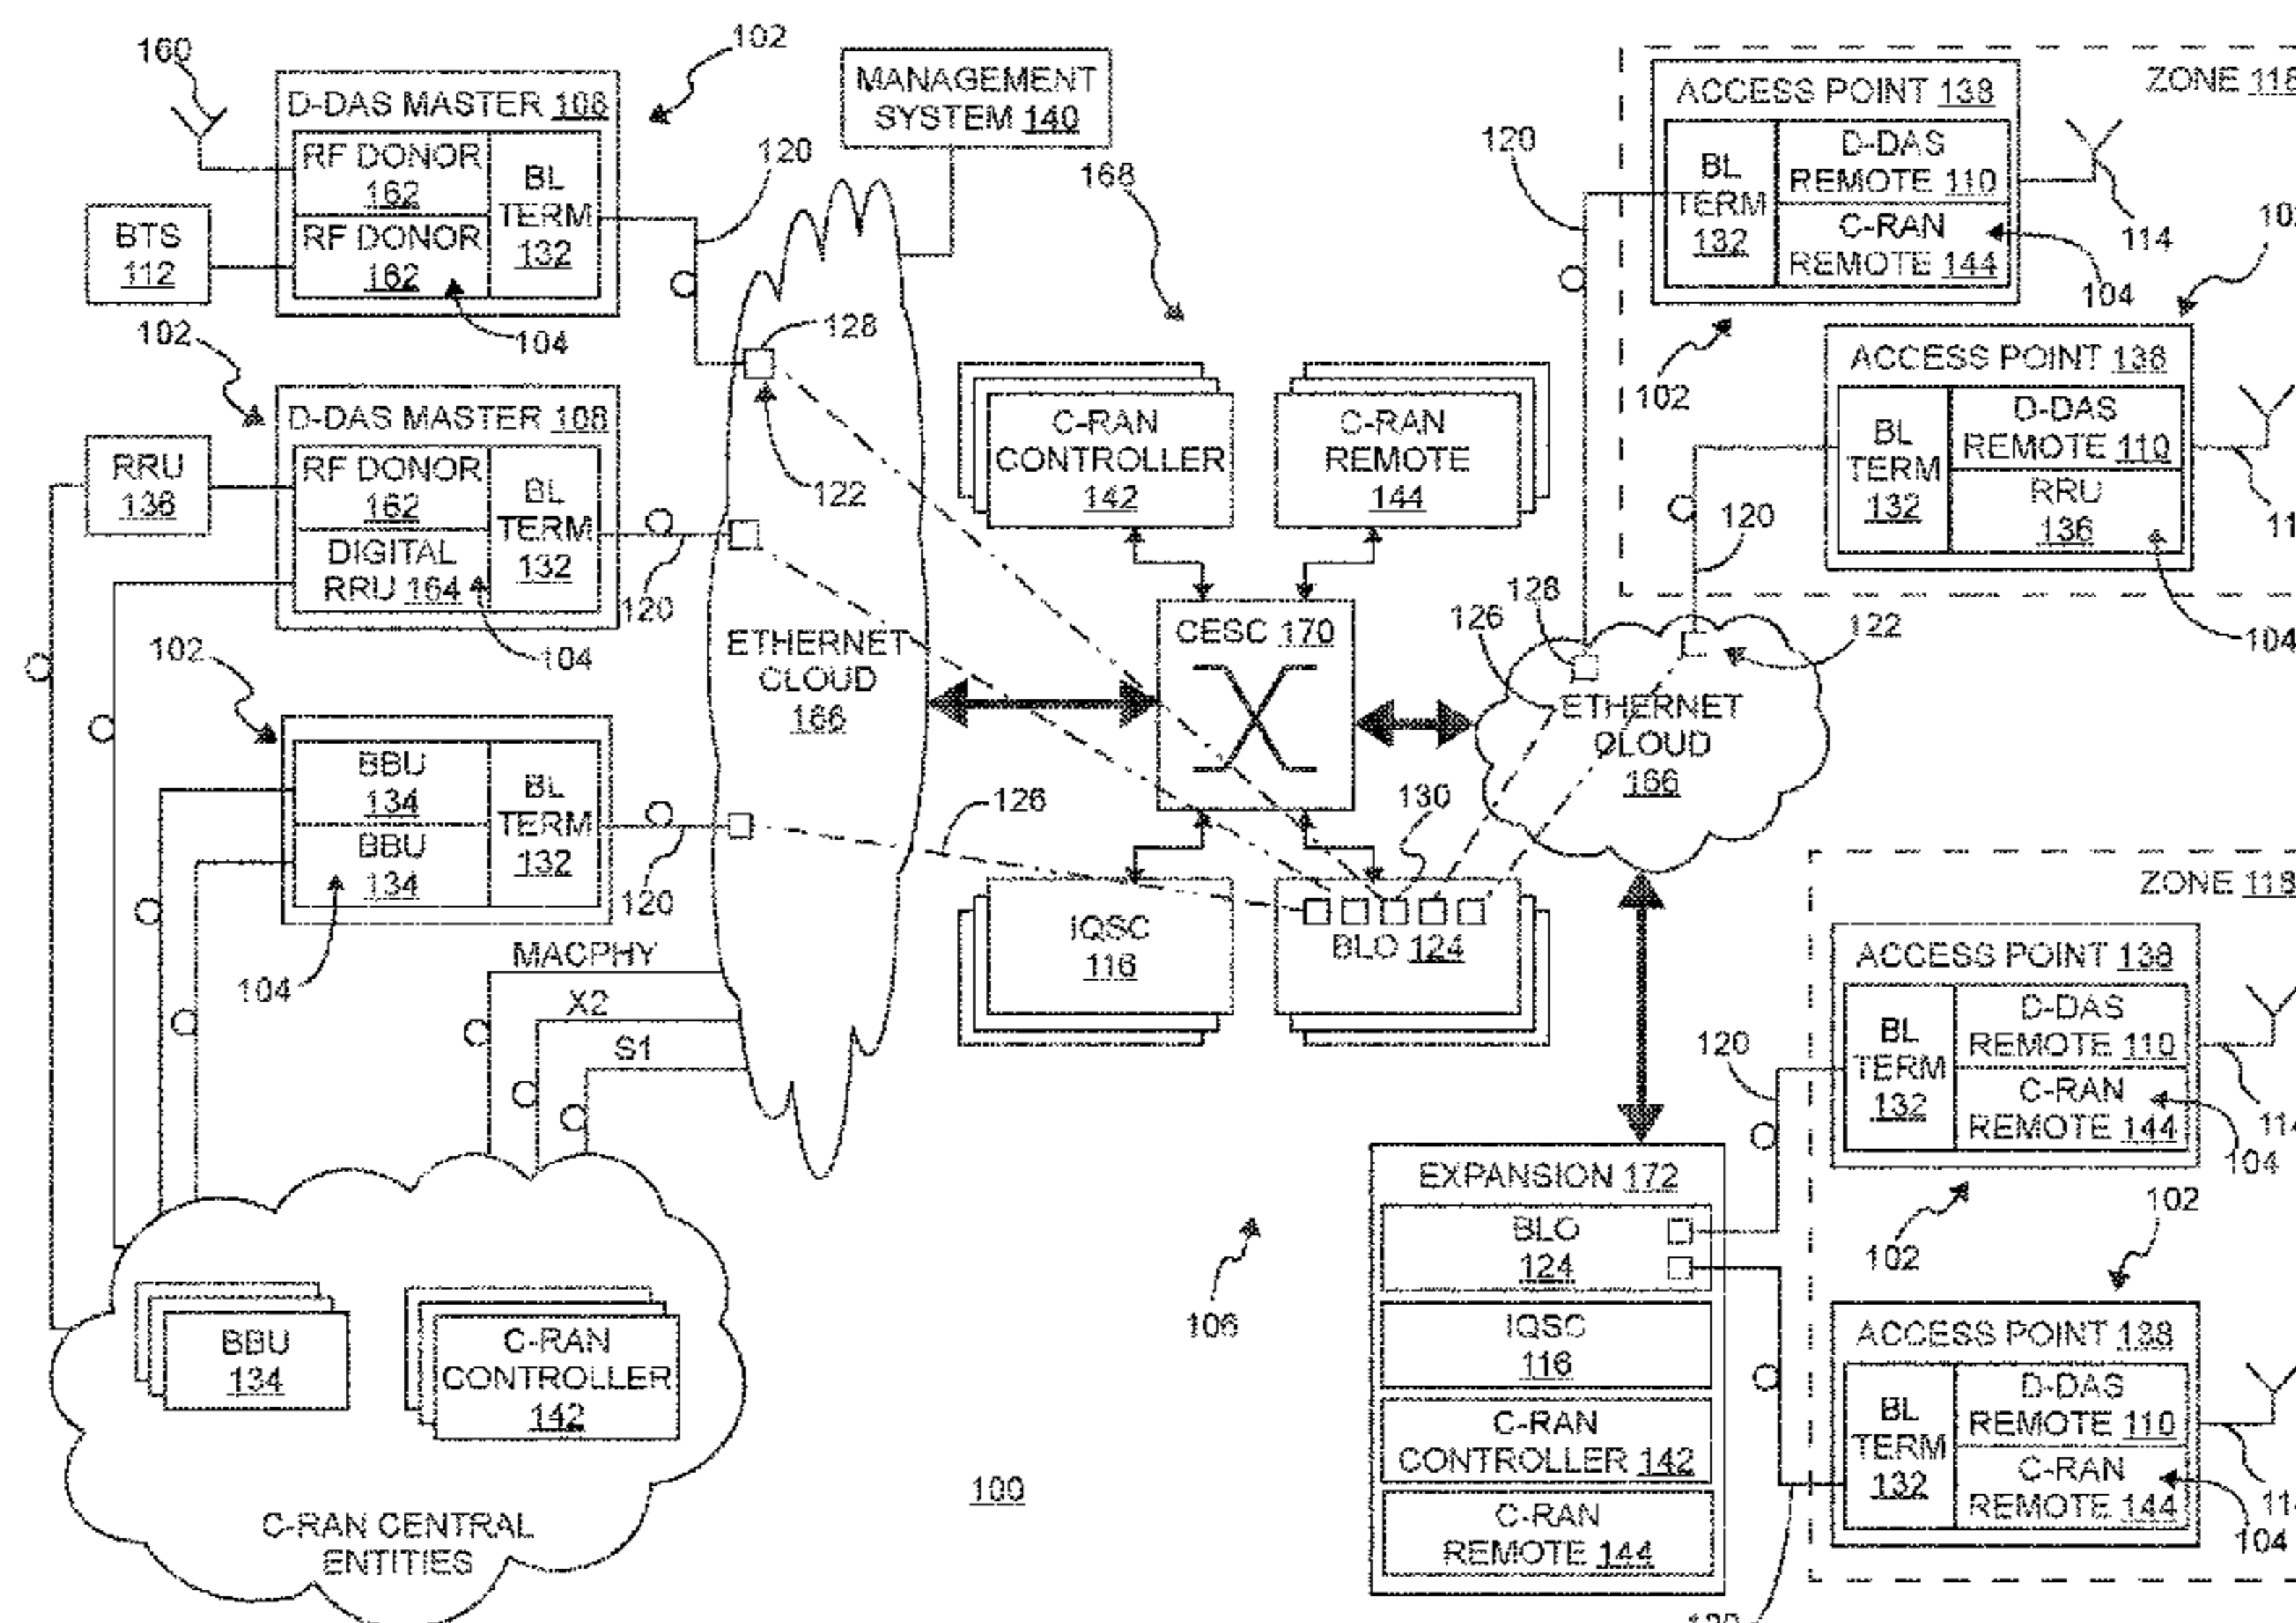 160
102
D-DAS MASTER 108
RF DONOR
162
RF DONOR
162
BL
TERM
132
BTS
112
104
120
MANAGEMENT
SYSTEM 140
102
D-DAS MASTER 108
RRU
136
RF DONOR
162
DIGITAL
RRU 164
BL
TERM
132
120
104
128
122
ETHERNET
CLOUD
166
102
BBU
134
BBU
134
BL
TERM
132
120
104
126
MACPHY
X2
S1
BBU
134
C-RAN
CONTROLLER
142
C-RAN CENTRAL
ENTITIES
168
C-RAN
CONTROLLER
142
C-RAN
REMOTE
144
CESC 170
130
IQSC
116
BLO 124
106
100
ZONE 118
ACCESS POINT 138
BL
TERM
132
D-DAS
REMOTE 110
C-RAN
REMOTE 144
120
114
104
102
ACCESS POINT 138
BL
TERM
132
D-DAS
REMOTE 110
RRU
136
120
104
126
128
122
ETHERNET
CLOUD
166
EXPANSION 172
BLO
124
IQSC
116
C-RAN
CONTROLLER 142
C-RAN
REMOTE 144
ZONE 118
ACCESS POINT 138
BL
TERM
132
D-DAS
REMOTE 110
C-RAN
REMOTE 144
120
104
102
102
ACCESS POINT 138
BL
TERM
132
D-DAS
REMOTE 110
C-RAN
REMOTE 144
104